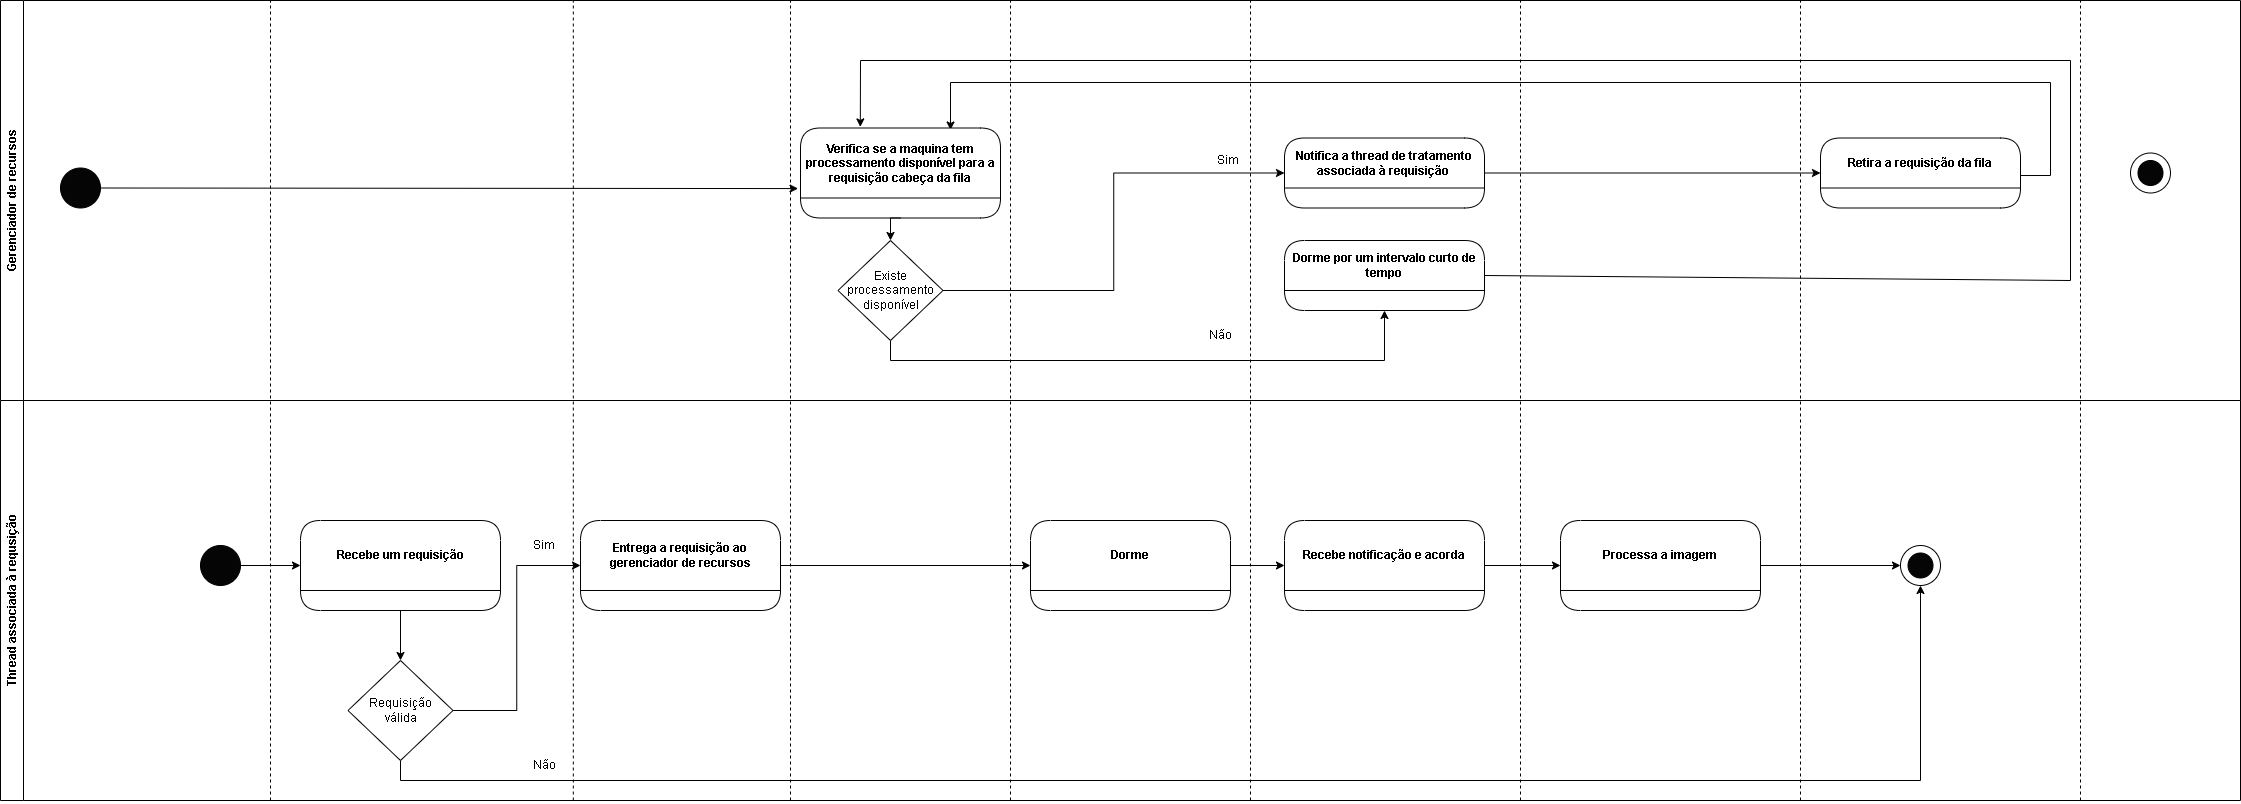 Gerenciador de recursos
Verifica se a maquina tem
processamento disponível para a
requisição cabeça da fila
Existe
processamento
disponível
Sim
Não
Notifica a thread de tratamento
associada à requisição
Dorme por um intervalo curto de
tempo
Retira a requisição da fila
Thread associada à requsição
Recebe um requisição
Requisição
válida
Sim
Não
Entrega a requisição ao
gerenciador de recursos
Dorme
Recebe notificação e acorda
Processa a imagem